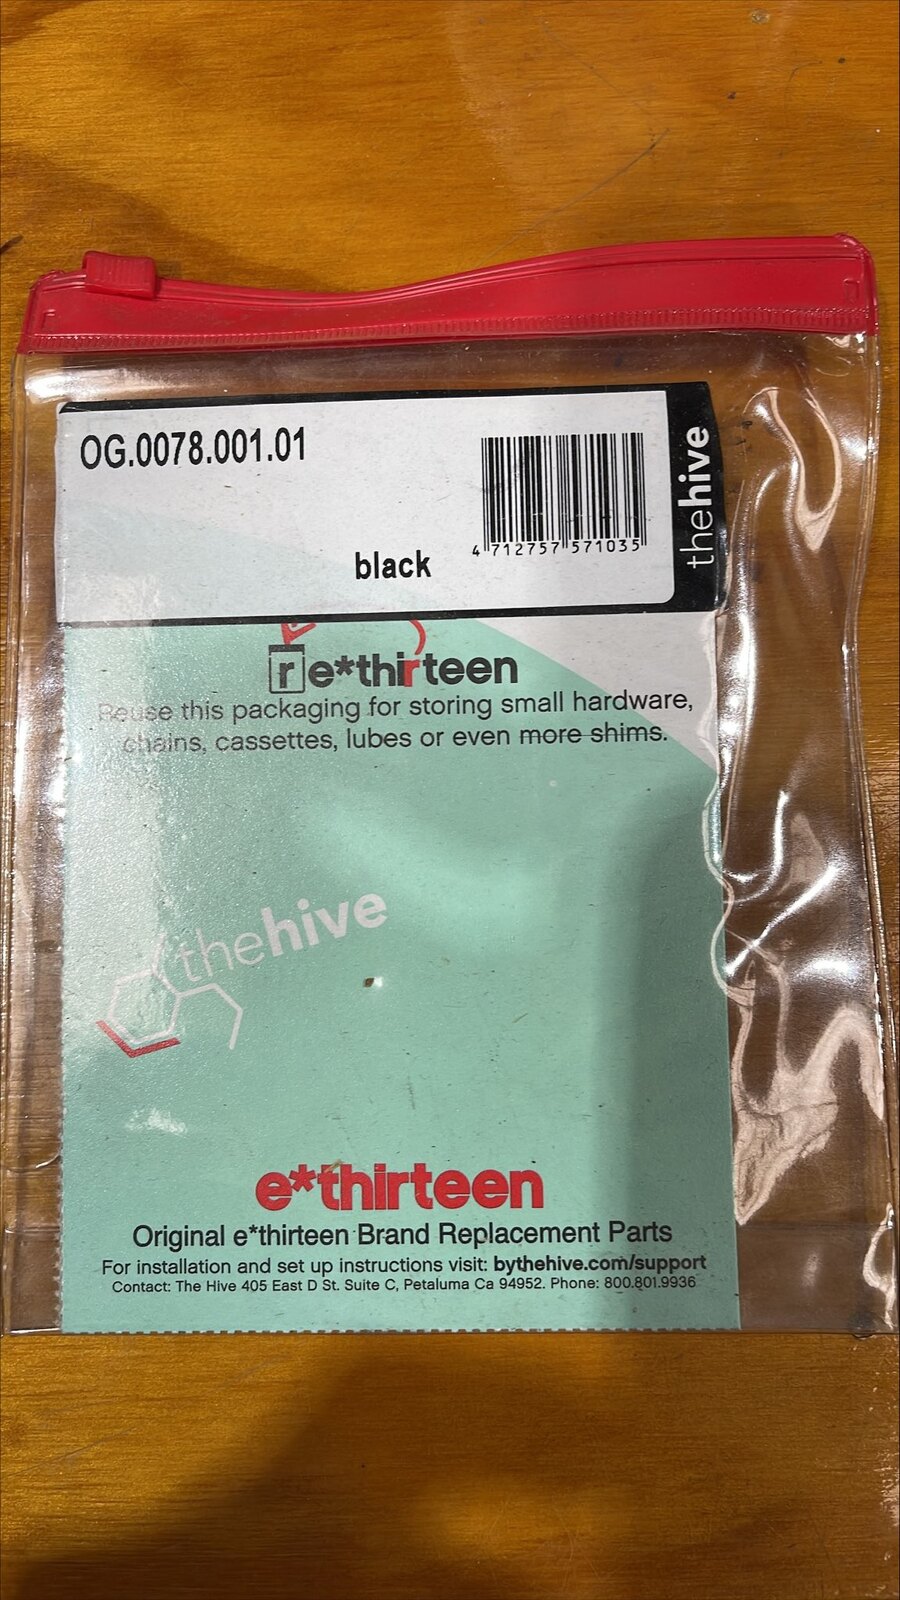 OG.0078.001.01
4 712757 571035
black
thehive
re*thirteen
Reuse this packaging for storing small hardware,
chains, cassettes, lubes or even more shims.
thehive
e*thirteen
Original e*thirteen Brand Replacement Parts
For installation and set up instructions visit: bythehive.com/support
Contact: The Hive 405 East D St. Suite C, Petaluma Ca 94952. Phone: 800.801.9936